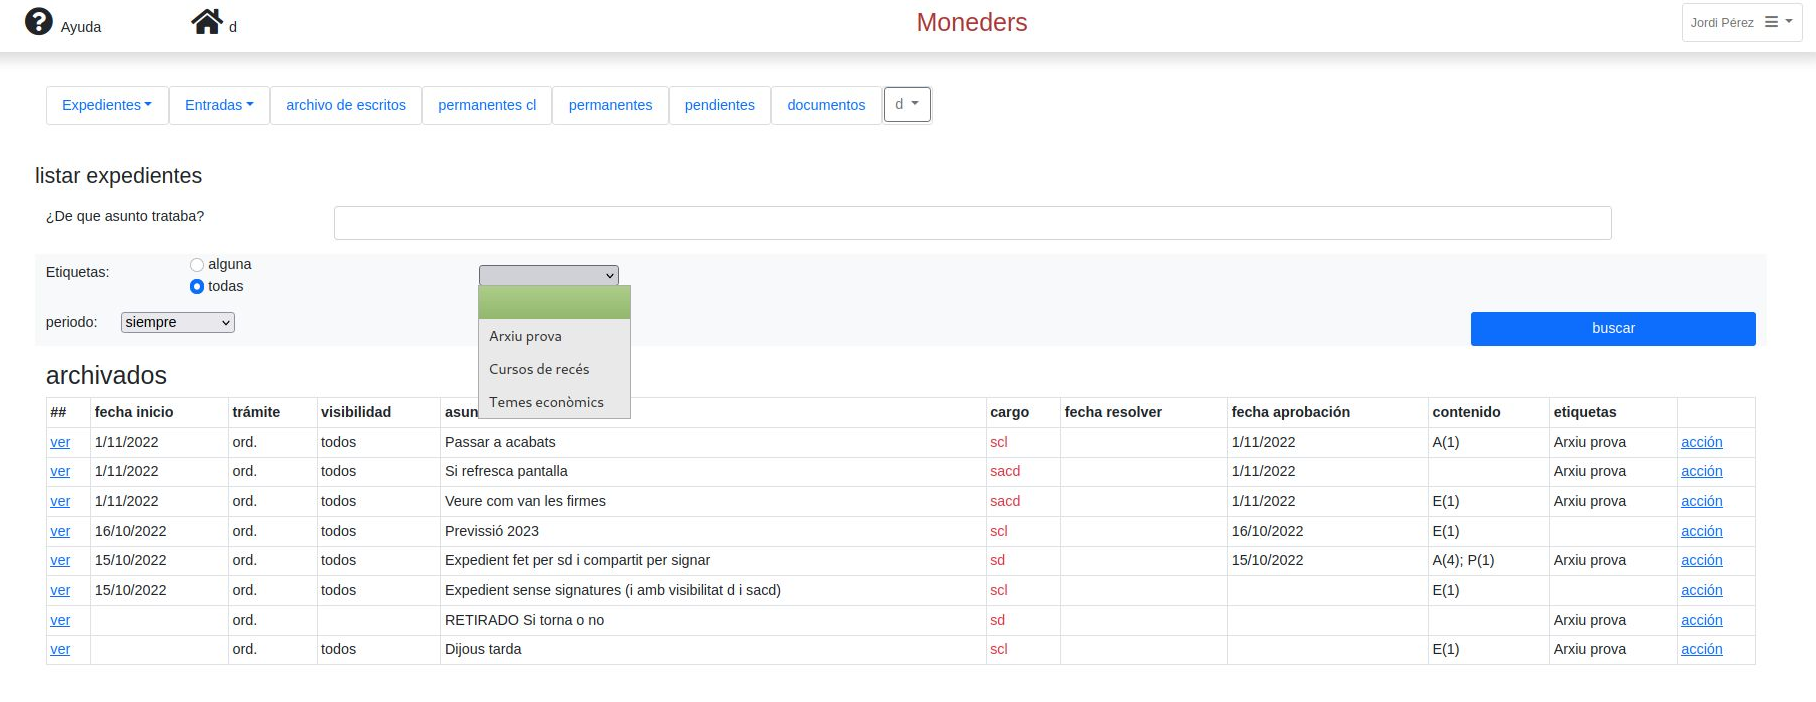 Ayuda d Moneders Jordi Pérez
Expedientes Entradas archivo de escritos permanentes cl permanentes pendientes documentos d
listar expedientes
¿De que asunto trataba?
Etiquetas: alguna
todas
periodo: siempre buscar
Arxiu prova
Cursos de recés
Temes econòmics
archivados
## fecha inicio trámite visibilidad asun cargo fecha resolver fecha aprobación contenido etiquetas
ver 1/11/2022 ord. todos Passar a acabats scl 1/11/2022 A(1) Arxiu prova acción
ver 1/11/2022 ord. todos Si refresca pantalla sacd 1/11/2022 Arxiu prova acción
ver 1/11/2022 ord. todos Veure com van les firmes sacd 1/11/2022 E(1) Arxiu prova acción
ver 16/10/2022 ord. todos Previssió 2023 scl 16/10/2022 E(1) acción
ver 15/10/2022 ord. todos Expedient fet per sd i compartit per signar sd 15/10/2022 A(4); P(1) Arxiu prova acción
ver 15/10/2022 ord. todos Expedient sense signatures (i amb visibilitat d i sacd) scl E(1) acción
ver ord. RETIRADO Si torna o no sd Arxiu prova acción
ver ord. todos Dijous tarda scl E(1) Arxiu prova acción